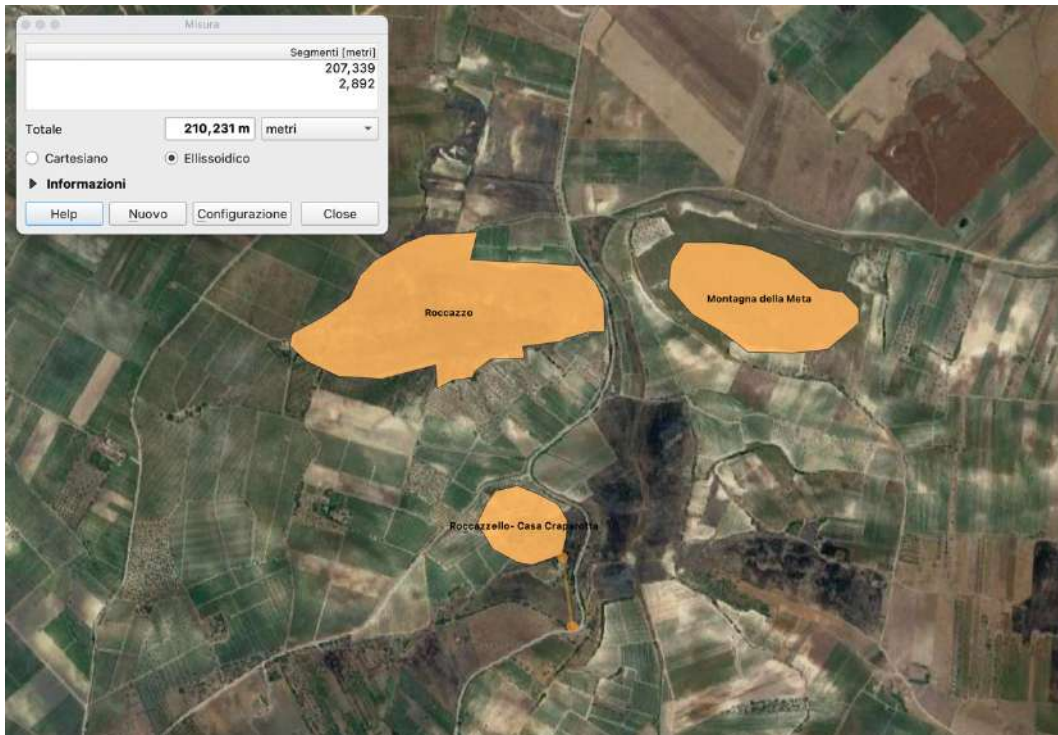 Misura
Segmenti [metri]
207,339
2,892
Totale 210,231 m metri
Cartesiano Ellissoidico
Informazioni
Help Nuovo Configurazione Close
Roccazzo
Montagna della Meta
Roccazzello- Casa Craparotta